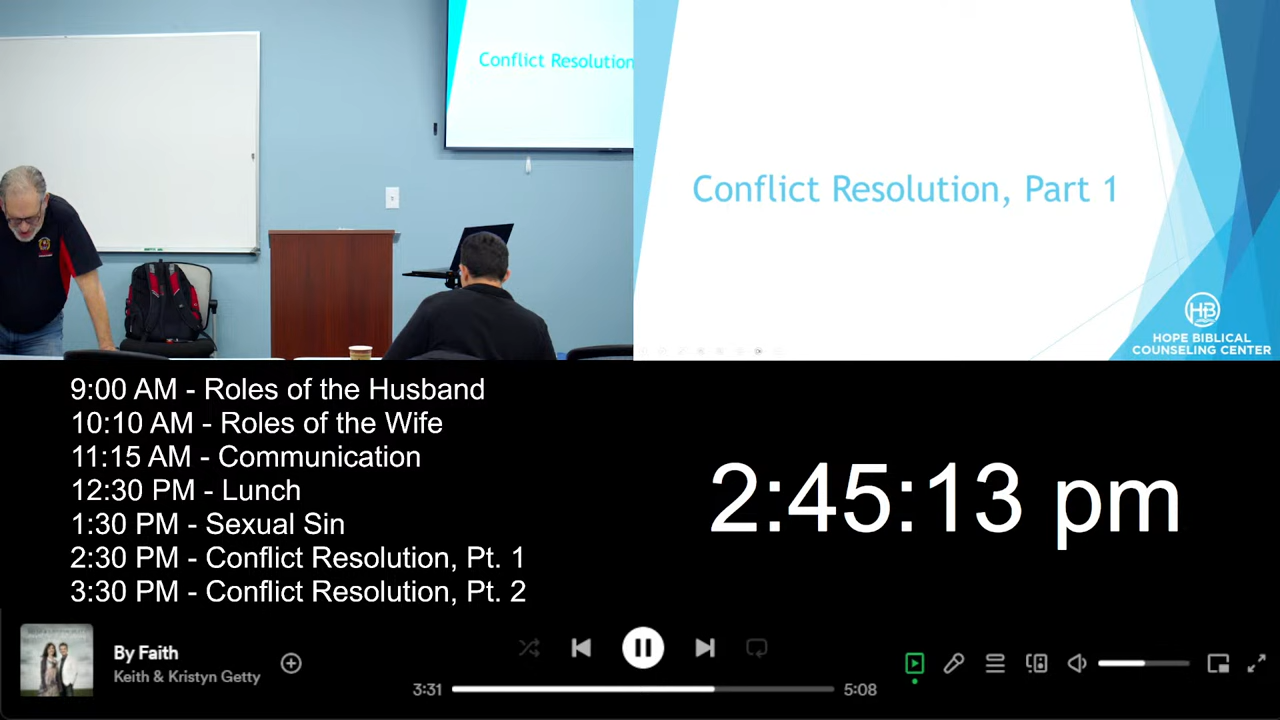 Conflict Resolution
Conflict Resolution, Part 1
HB
HOPE BIBLICAL
COUNSELING CENTER
9:00 AM - Roles of the Husband
10:10 AM - Roles of the Wife
11:15 AM - Communication
12:30 PM - Lunch
1:30 PM - Sexual Sin
2:30 PM - Conflict Resolution, Pt. 1
3:30 PM - Conflict Resolution, Pt. 2
2:45:13 pm
By Faith
Keith & Kristyn Getty
3:31
5:08